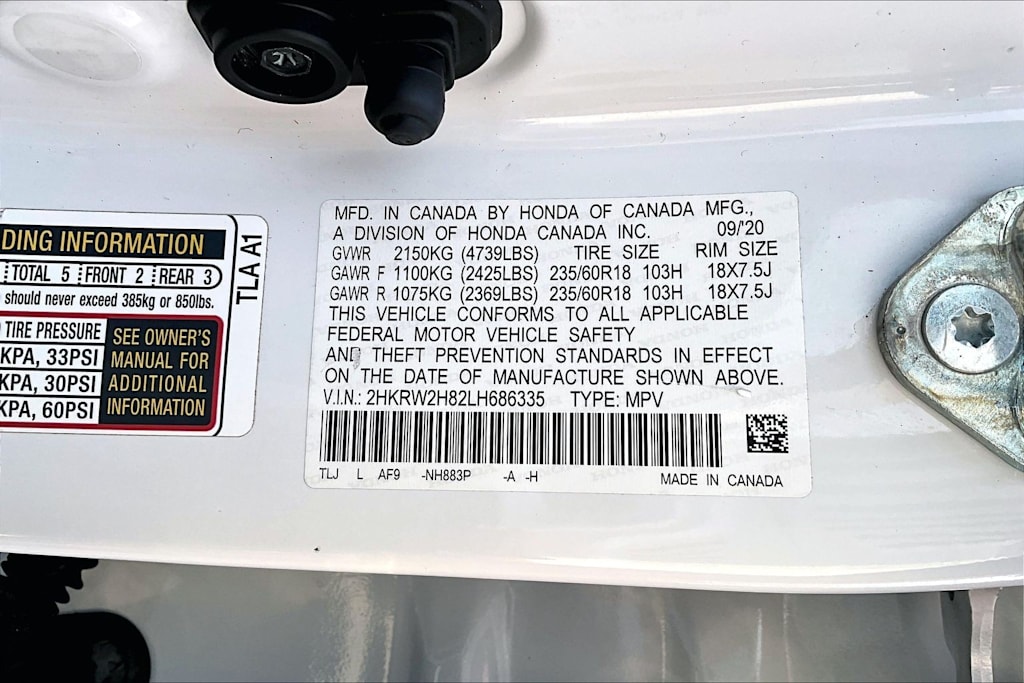 DING INFORMATION
TOTAL 5 FRONT 2 REAR 3
should never exceed 385kg or 850lbs.
TIRE PRESSURE
KPA, 33PSI
KPA, 30PSI
KPA, 60PSI
SEE OWNER'S
MANUAL FOR
ADDITIONAL
INFORMATION
TLA A1
MFD. IN CANADA BY HONDA OF CANADA MFG.,
A DIVISION OF HONDA CANADA INC. 09/'20
GVWR 2150KG (4739LBS) TIRE SIZE RIM SIZE
GAWR F 1100KG (2425LBS) 235/60R18 103H 18X7.5J
GAWR R 1075KG (2369LBS) 235/60R18 103H 18X7.5J
THIS VEHICLE CONFORMS TO ALL APPLICABLE
FEDERAL MOTOR VEHICLE SAFETY
AND THEFT PREVENTION STANDARDS IN EFFECT
ON THE DATE OF MANUFACTURE SHOWN ABOVE.
V.I.N.: 2HKRW2H82LH686335 TYPE: MPV
TLJ L AF9 -NH883P -A -H MADE IN CANADA